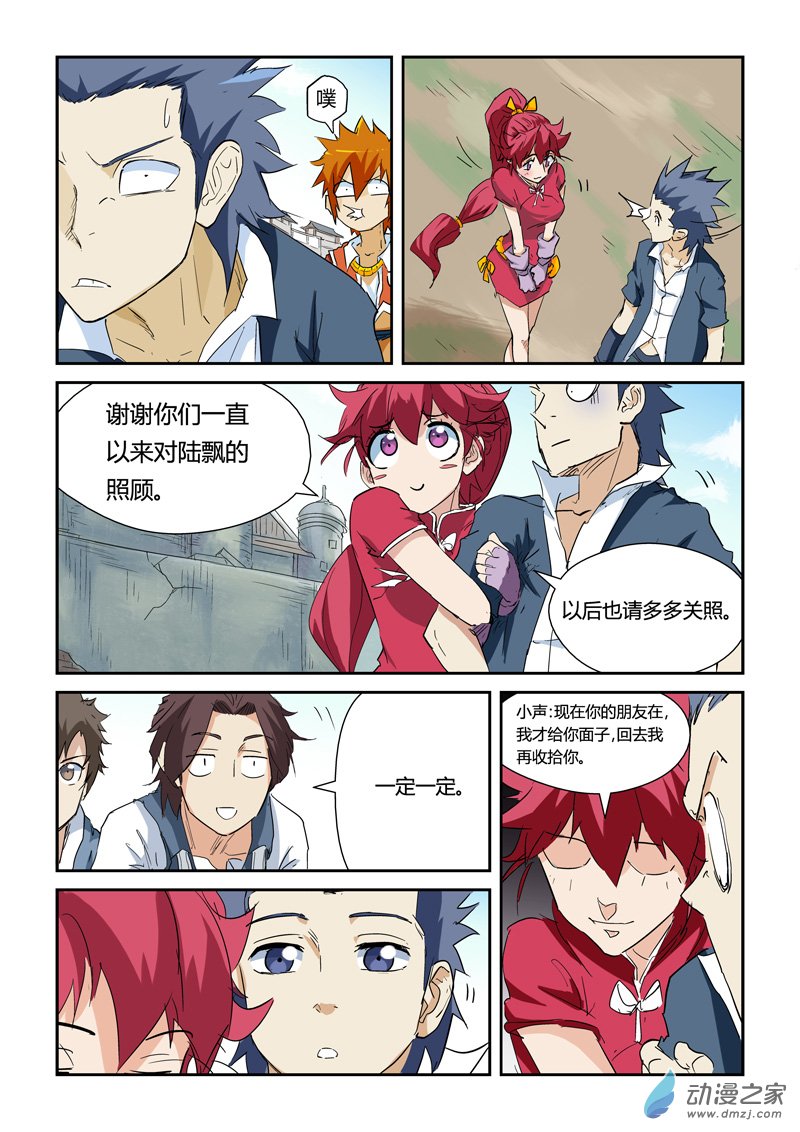 噗
谢谢你们一直
以来对陆飘的
照顾。
以后也请多多关照。
一定一定。
小声:现在你的朋友在,
我才给你面子,回去我
再收拾你。
动漫之家
www.dmzj.com